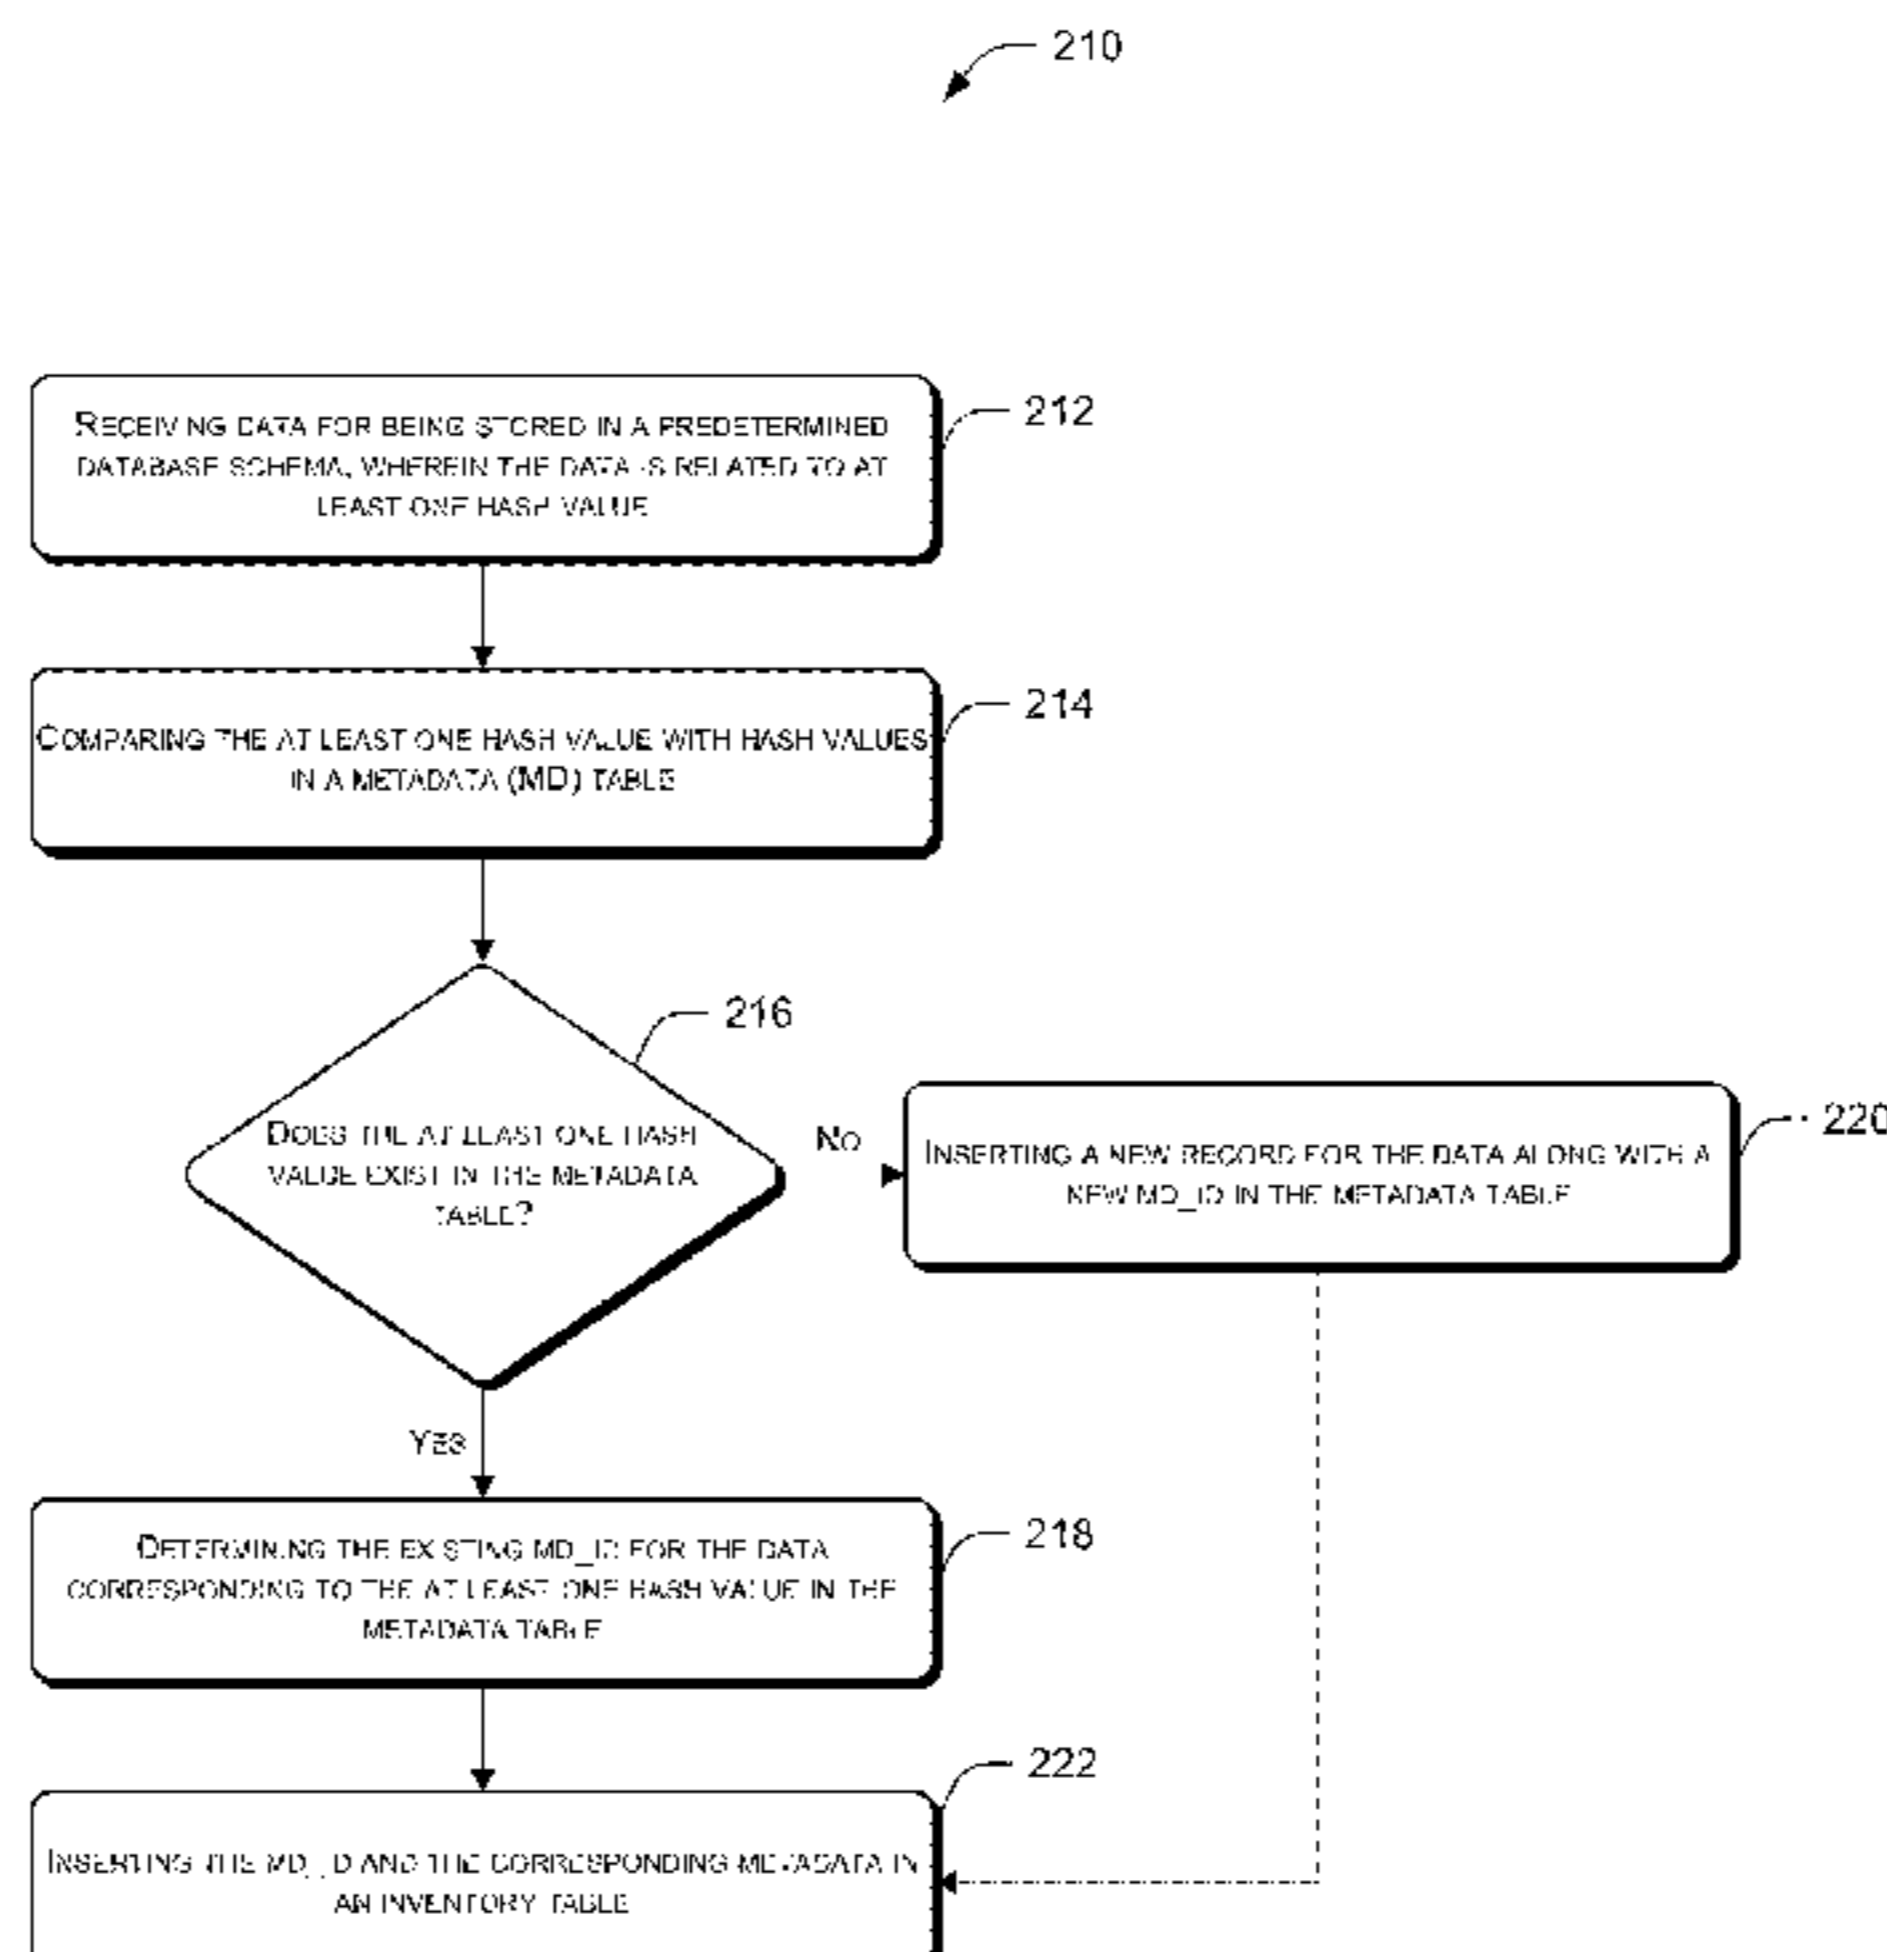 210
RECEIVING DATA FOR BEING STORED IN A PREDETERMINED
DATABASE SCHEMA, WHEREIN THE DATA IS RELATED TO AT
LEAST ONE HASH VALUE
212
COMPARING THE AT LEAST ONE HASH VALUE WITH HASH VALUES
IN A METADATA (MD) TABLE
214
216
DOES THE AT LEAST ONE HASH
VALUE EXIST IN THE METADATA
TABLE?
NO
INSERTING A NEW RECORD FOR THE DATA ALONG WITH A
NEW MD_ID IN THE METADATA TABLE
220
YES
DETERMINING THE EXISTING MD_ID FOR THE DATA
CORRESPONDING TO THE AT LEAST ONE HASH VALUE IN THE
METADATA TABLE
218
222
INSERTING THE MD_ID AND THE CORRESPONDING METADATA IN
AN INVENTORY TABLE